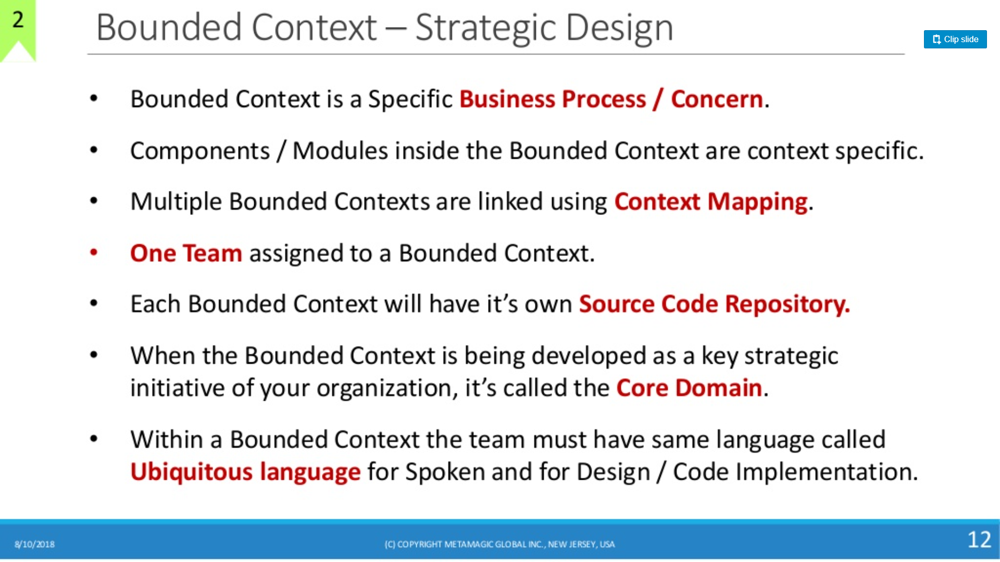 2
Bounded Context – Strategic Design
Clip slide
• Bounded Context is a Specific Business Process / Concern.
• Components / Modules inside the Bounded Context are context specific.
• Multiple Bounded Contexts are linked using Context Mapping.
• One Team assigned to a Bounded Context.
• Each Bounded Context will have it’s own Source Code Repository.
• When the Bounded Context is being developed as a key strategic
initiative of your organization, it’s called the Core Domain.
• Within a Bounded Context the team must have same language called
Ubiquitous language for Spoken and for Design / Code Implementation.
8/10/2018
(C) COPYRIGHT METAMAGIC GLOBAL INC., NEW JERSEY, USA
12